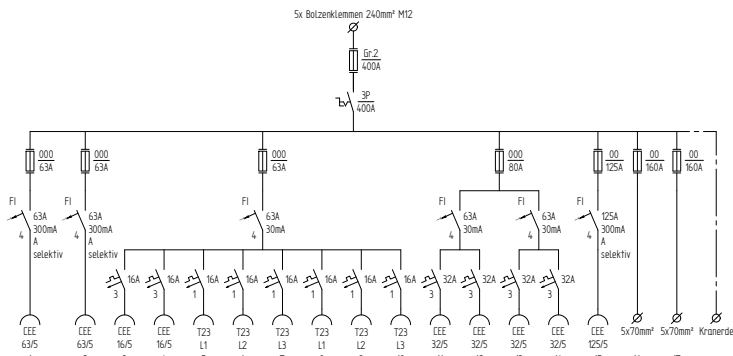 5x Bolzenklemmen 240mm² M12
Gr.2
400A
3P
400A
000
63A
000
63A
000
63A
000
80A
00
125A
00
160A
00
160A
FI
63A
300mA
A
selektiv
4
FI
63A
300mA
A
selektiv
4
FI
63A
30mA
4
FI
63A
30mA
4
FI
63A
30mA
4
FI
125A
300mA
A
selektiv
4
16A
3
16A
3
16A
1
16A
1
16A
1
16A
1
16A
1
16A
1
32A
3
32A
3
32A
3
32A
3
CEE
63/5
CEE
63/5
CEE
16/5
CEE
16/5
T23
L1
T23
L2
T23
L3
T23
L1
T23
L2
T23
L3
CEE
32/5
CEE
32/5
CEE
32/5
CEE
32/5
CEE
125/5
5x70mm²
5x70mm²
Kranerde